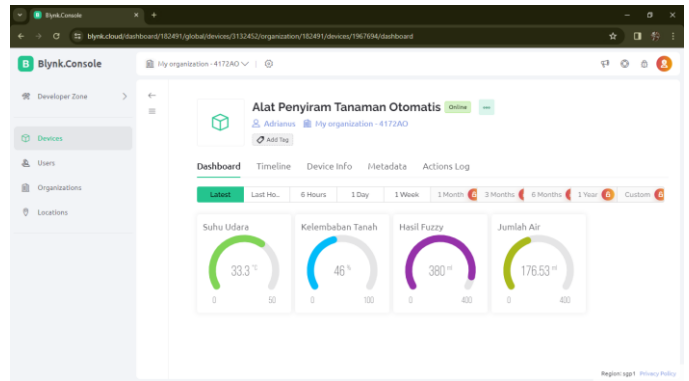 Blynk.Console
blynk.cloud/dashboard/182491/global/devices/3132452/organization/182491/devices/1967694/dashboard
B Blynk.Console
My organization - 4172AO
Developer Zone
Devices
Users
Organizations
Locations
Alat Penyiram Tanaman Otomatis Online
Adrianus My organization - 4172AO
Add Tag
Dashboard Timeline Device Info Metadata Actions Log
Latest Last Ho... 6 Hours 1 Day 1 Week 1 Month 3 Months 6 Months 1 Year Custom
Suhu Udara
33.3 °C
0 50
Kelembaban Tanah
46 %
0 100
Hasil Fuzzy
380 ml
0 400
Jumlah Air
176.53 ml
0 400
Region: sgp1 Privacy Policy